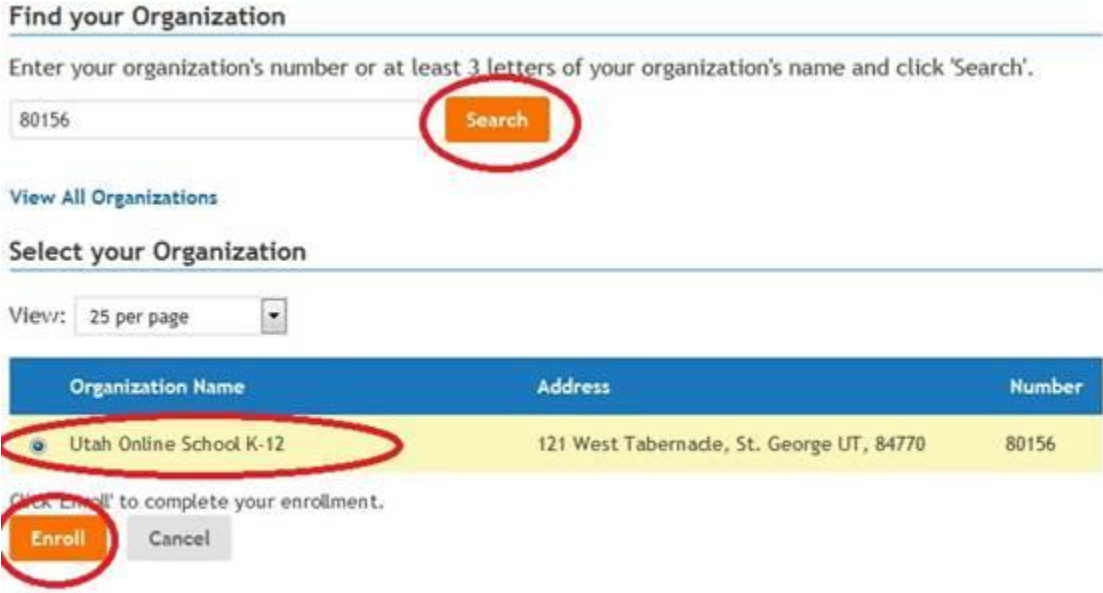 Find your Organization
Enter your organization's number or at least 3 letters of your organization's name and click 'Search'.
80156 Search
View All Organizations
Select your Organization
View: 25 per page
Organization Name Address Number
Utah Online School K-12 121 West Tabernacle, St. George UT, 84770 80156
Click 'Enroll' to complete your enrollment.
Enroll Cancel